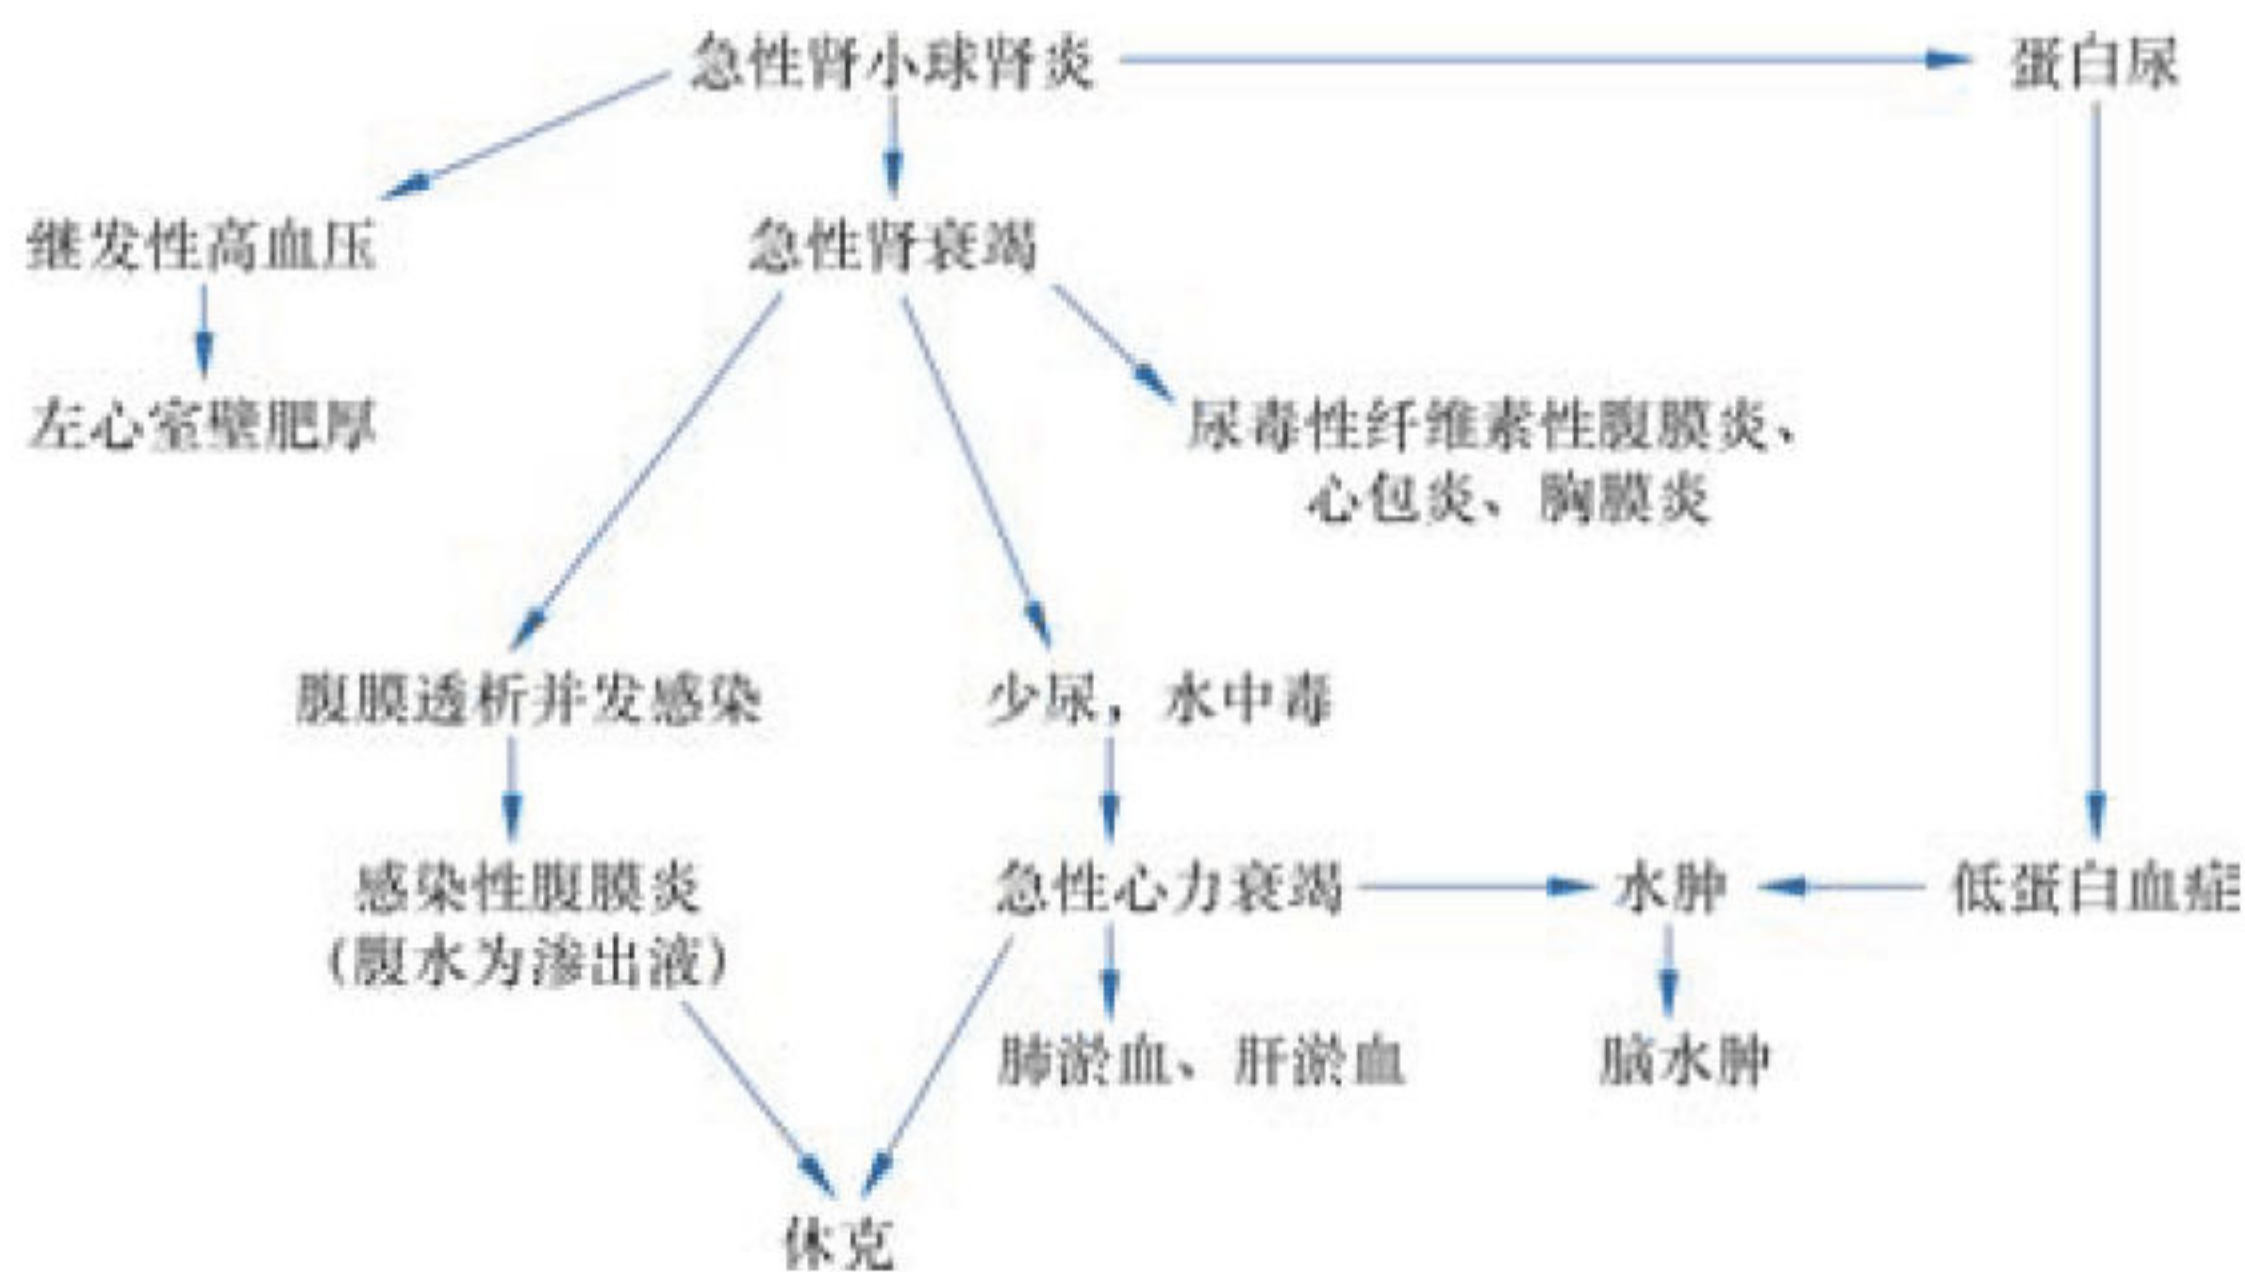 急性肾小球肾炎
蛋白尿
继发性高血压
急性肾衰竭
左心室壁肥厚
尿毒性纤维素性腹膜炎、
心包炎、胸膜炎
腹膜透析并发感染
少尿，水中毒
感染性腹膜炎
(腹水为渗出液)
急性心力衰竭
水肿
低蛋白血症
肺淤血、肝淤血
脑水肿
休克